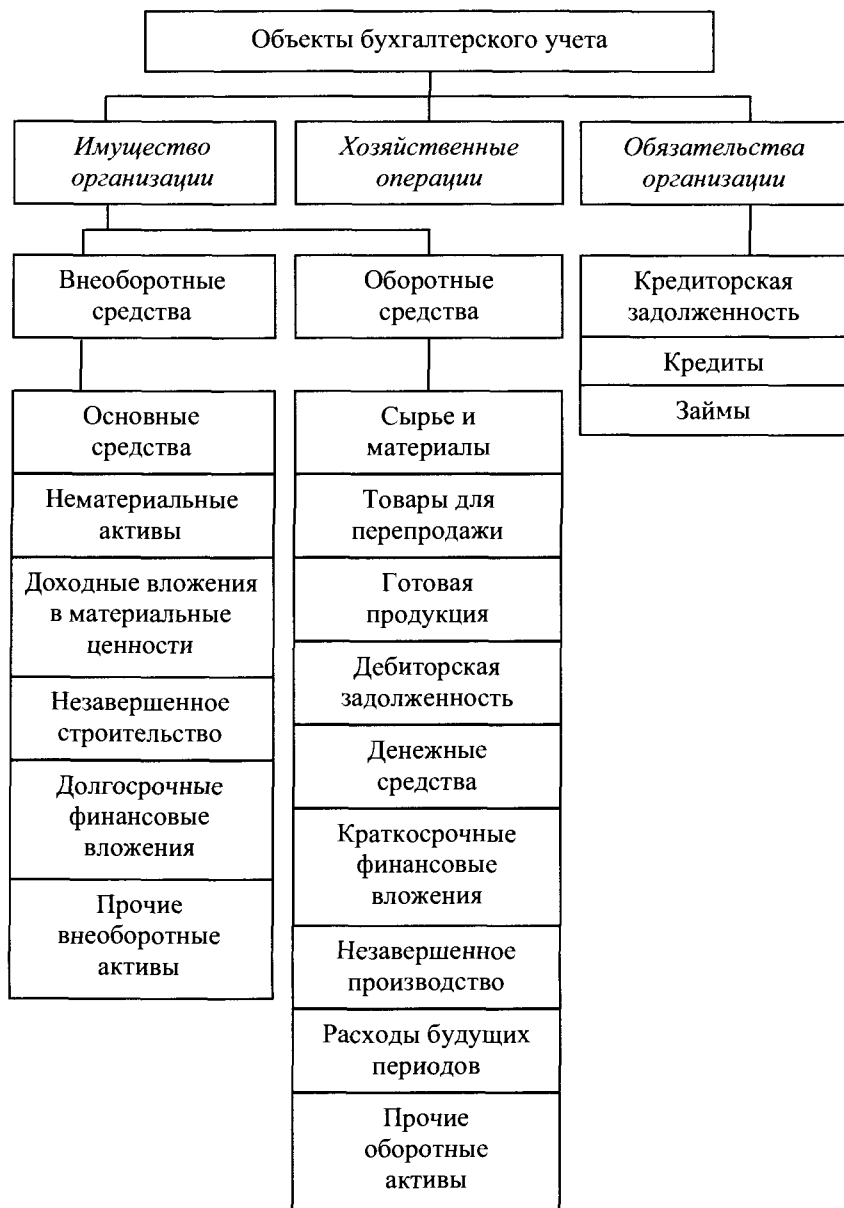 Объекты бухгалтерского учета
Имущество
организации
Хозяйственные
операции
Обязательства
организации
Внеоборотные
средства
Оборотные
средства
Кредиторская
задолженность
Кредиты
Займы
Основные
средства
Нематериальные
активы
Доходные вложения
в материальные
ценности
Незавершенное
строительство
Долгосрочные
финансовые
вложения
Прочие
внеоборотные
активы
Сырье и
материалы
Товары для
перепродажи
Готовая
продукция
Дебиторская
задолженность
Денежные
средства
Краткосрочные
финансовые
вложения
Незавершенное
производство
Расходы будущих
периодов
Прочие
оборотные
активы